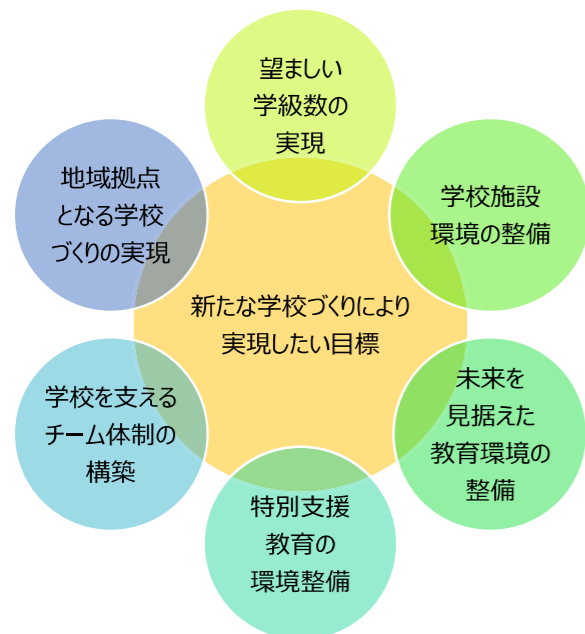 望ましい
学級数の
実現
学校施設
環境の整備
未来を
見据えた
教育環境の
整備
特別支援
教育の
環境整備
学校を支える
チーム体制の
構築
地域拠点
となる学校
づくりの実現
新たな学校づくりにより
実現したい目標